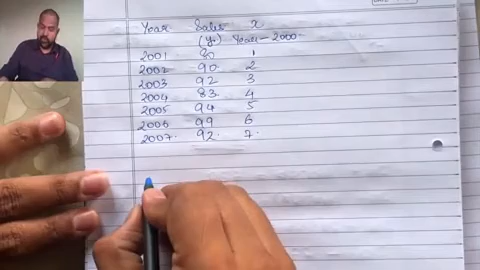 Year Sales x
(y) Year-2000
2001 80 1
2002 90 2
2003 92 3
2004 83 4
2005 94 5
2006 99 6
2007. 92. 7.